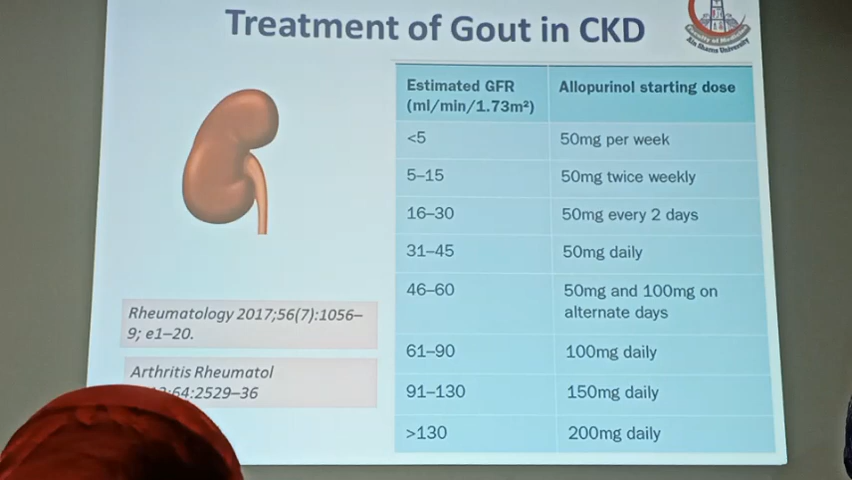 Treatment of Gout in CKD
Ain Shams University
Estimated GFR (ml/min/1.73m²) Allopurinol starting dose
<5 50mg per week
5–15 50mg twice weekly
16–30 50mg every 2 days
31–45 50mg daily
46–60 50mg and 100mg on alternate days
61–90 100mg daily
91–130 150mg daily
>130 200mg daily
Rheumatology 2017;56(7):1056–
9; e1–20.
Arthritis Rheumatol
:64:2529–36